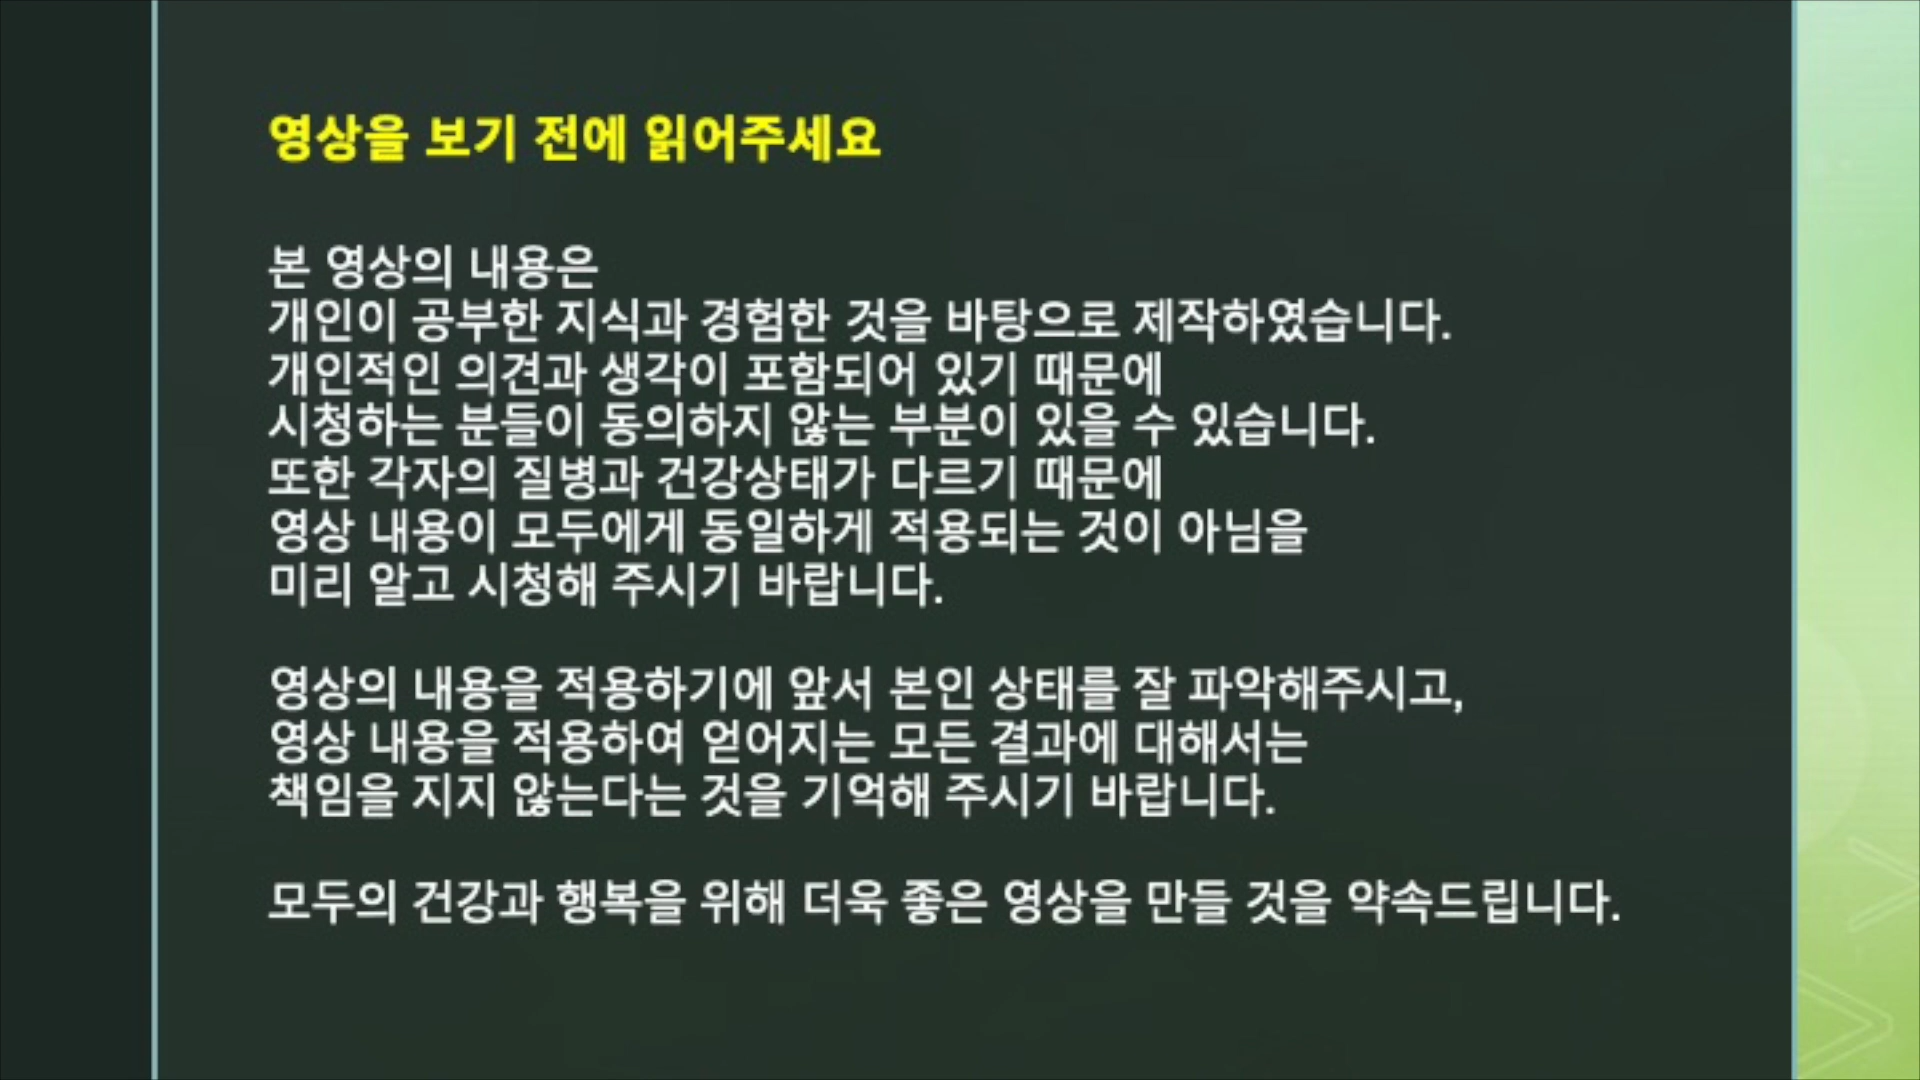 영상을 보기 전에 읽어주세요
본 영상의 내용은
개인이 공부한 지식과 경험한 것을 바탕으로 제작하였습니다.
개인적인 의견과 생각이 포함되어 있기 때문에
시청하는 분들이 동의하지 않는 부분이 있을 수 있습니다.
또한 각자의 질병과 건강상태가 다르기 때문에
영상 내용이 모두에게 동일하게 적용되는 것이 아님을
미리 알고 시청해 주시기 바랍니다.
영상의 내용을 적용하기에 앞서 본인 상태를 잘 파악해주시고,
영상 내용을 적용하여 얻어지는 모든 결과에 대해서는
책임을 지지 않는다는 것을 기억해 주시기 바랍니다.
모두의 건강과 행복을 위해 더욱 좋은 영상을 만들 것을 약속드립니다.